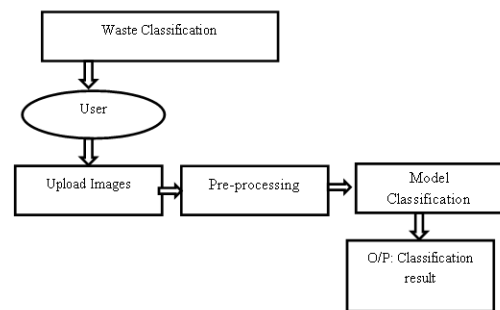 Waste Classification
User
Upload Images
Pre-processing
Model
Classification
O/P: Classification
result